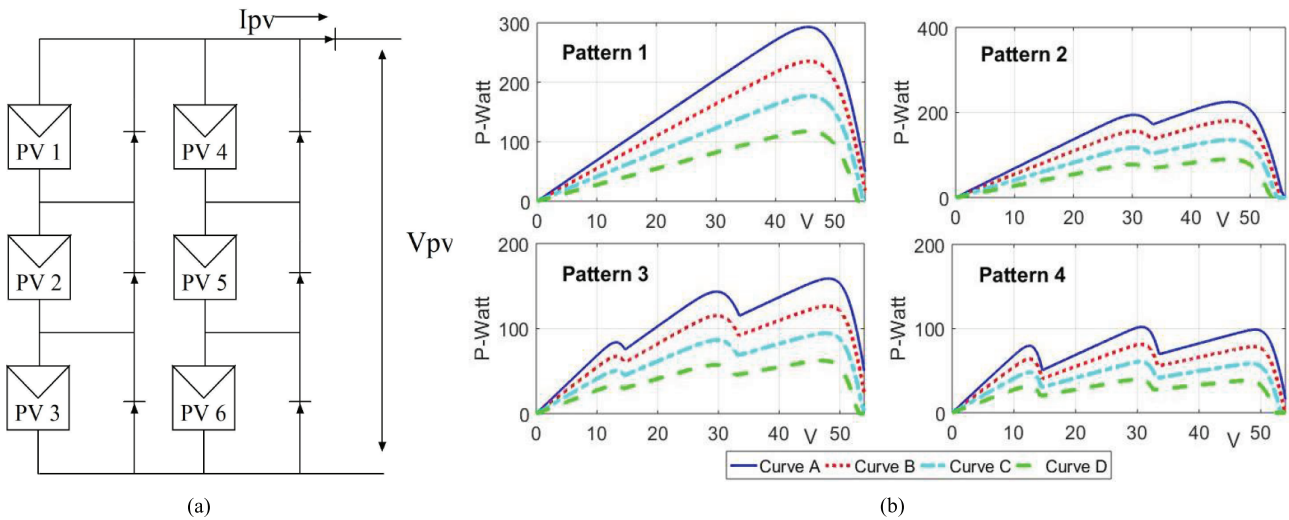 Ipv
PV 1
PV 4
PV 2
PV 5
PV 3
PV 6
Vpv
(a)
Pattern 1
P-Watt
300
200
100
0
0 10 20 30 40 50
V
Pattern 2
P-Watt
400
200
0
0 10 20 30 40 50
V
Pattern 3
P-Watt
200
100
0
0 10 20 30 40 50
V
Pattern 4
P-Watt
200
100
0
0 10 20 30 40 50
V
Curve A Curve B Curve C Curve D
(b)